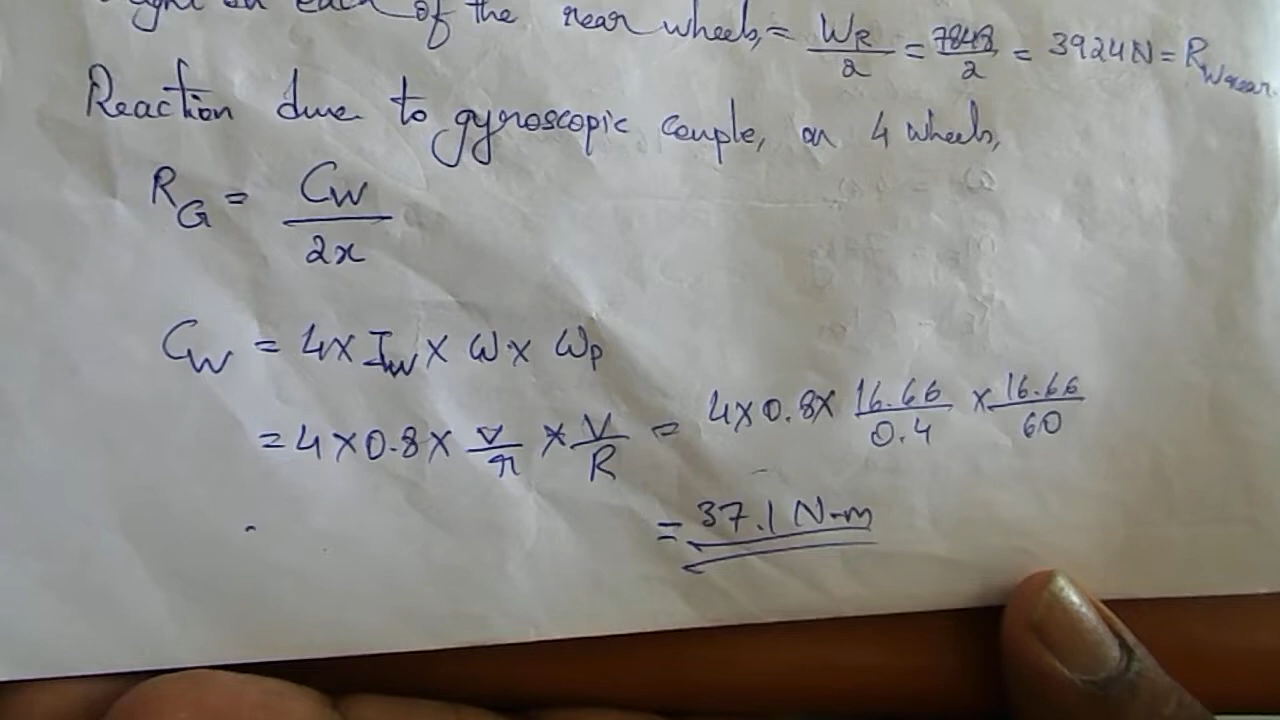 on each of the rear wheels, = W_R/2 = 7848/2 = 3924N = R_W rear.
Reaction due to gyroscopic couple, on 4 wheels,
R_G = C_W/2x
C_W = 4 × I_W × ω × ω_P
= 4 × 0.8 × v/r × V/R = 4 × 0.8 × 16.66/0.4 × 16.66/60
= 37.1 N-m